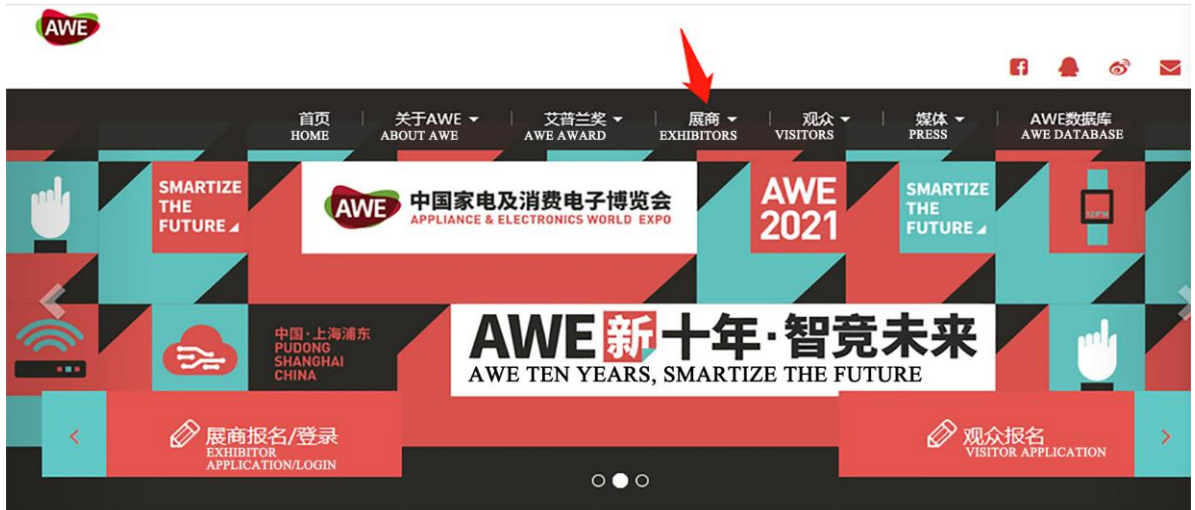 AWE
首页
HOME
关于AWE
ABOUT AWE
艾普兰奖
AWE AWARD
展商
EXHIBITORS
观众
VISITORS
媒体
PRESS
AWE数据库
AWE DATABASE
SMARTIZE
THE
FUTURE
AWE
中国家电及消费电子博览会
APPLIANCE & ELECTRONICS WORLD EXPO
AWE
2021
SMARTIZE
THE
FUTURE
中国·上海浦东
PUDONG
SHANGHAI
CHINA
AWE新十年·智竞未来
AWE TEN YEARS, SMARTIZE THE FUTURE
展商报名/登录
EXHIBITOR
APPLICATION/LOGIN
观众报名
VISITOR APPLICATION